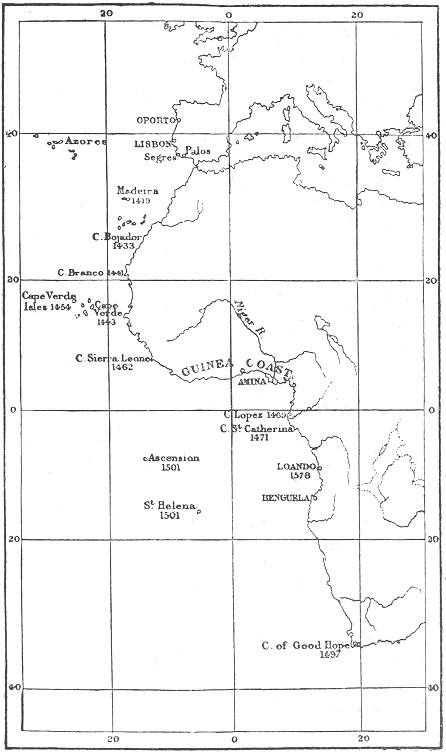 20 0 20
OPORTO
40 40
Azores
LISBON
Palos
Segres
Madeira
1419
C. Bojador
1433
C. Branco 1441
20 20
Cape Verde
Isles 1454
Cape
Verde
1443
Niger R.
C. Sierra Leone
1462
GUINEA COAST
AMINA
0 0
C. Lopez 1469
C. St. Catherina
1471
Ascension
1501
LOANDO
1578
St. Helena
1501
BENGUELA
20 20
C. of Good Hope
1497
40 40
20 0 20